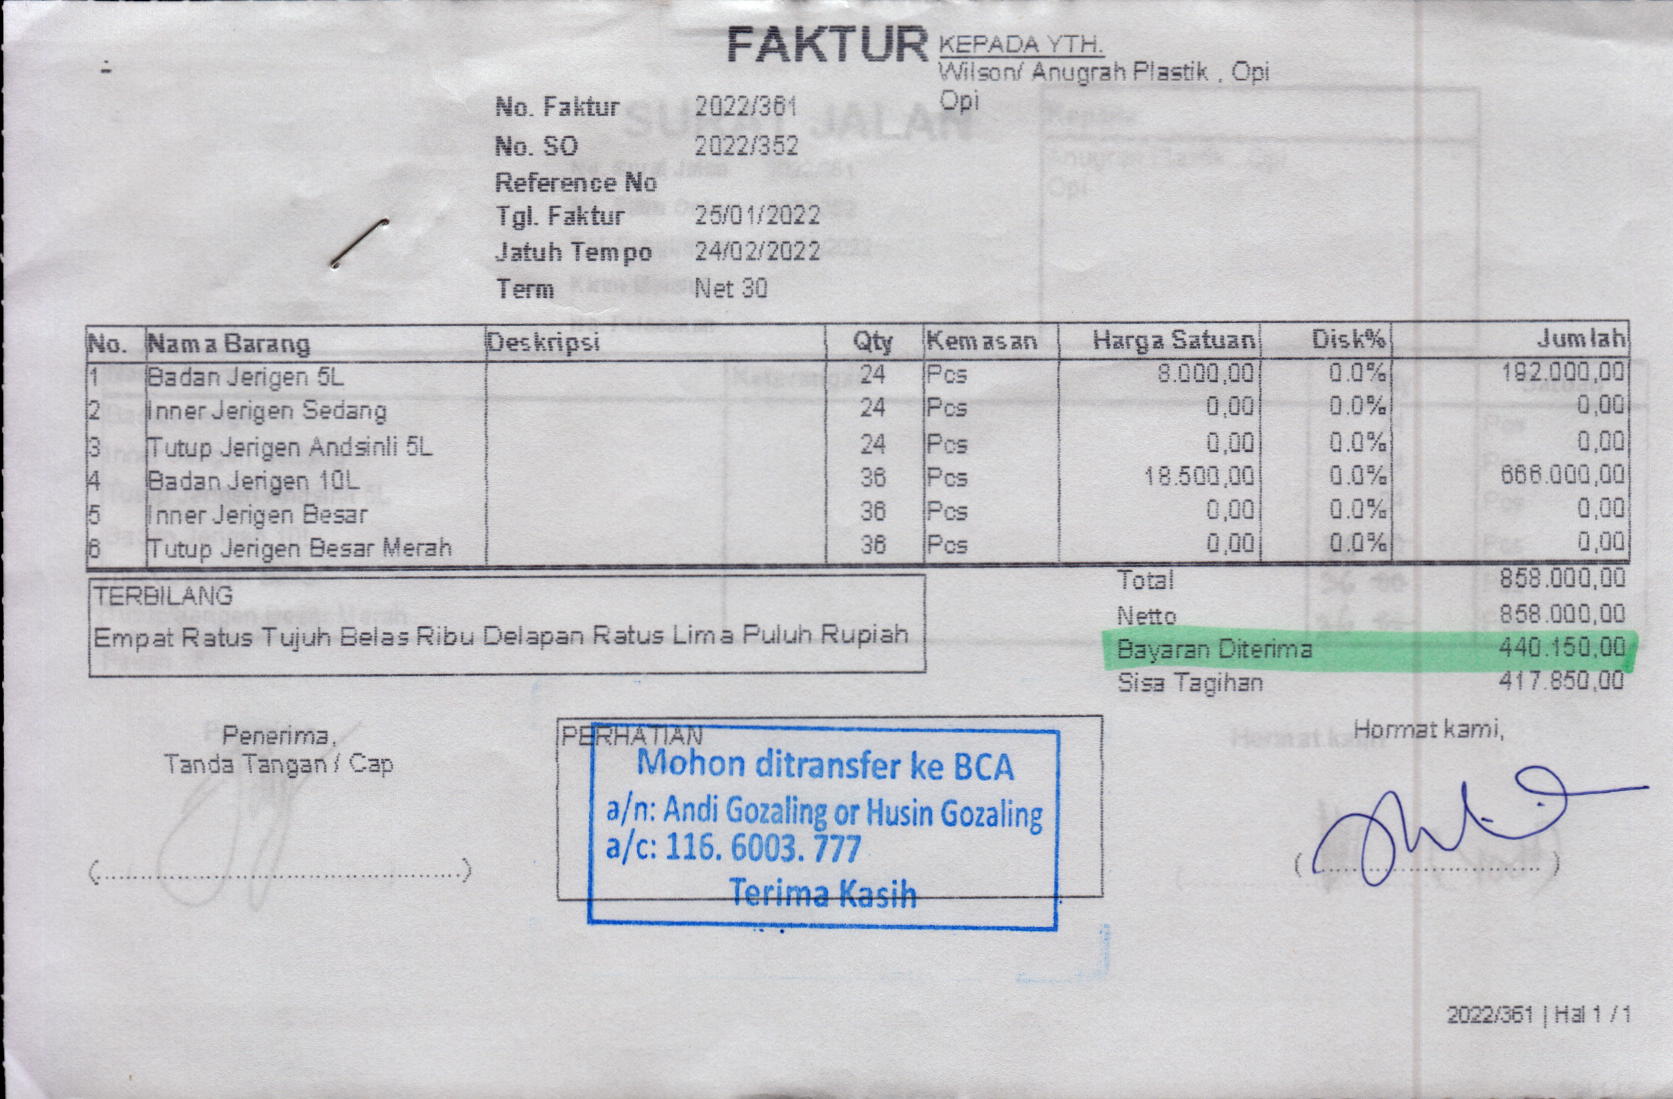 FAKTUR
KEPADA YTH.
Wilson/ Anugrah Plastik , Opi
Opi
No. Faktur 2022/361
No. SO 2022/352
Reference No
Tgl. Faktur 25/01/2022
Jatuh Tempo 24/02/2022
Term Net 30
No. Nama Barang Deskripsi Qty Kemasan Harga Satuan Disk% Jumlah
1 Badan Jerigen 5L 24 Pcs 8.000,00 0.0% 192.000,00
2 Inner Jerigen Sedang 24 Pcs 0,00 0.0% 0,00
3 Tutup Jerigen Andsinli 5L 24 Pcs 0,00 0.0% 0,00
4 Badan Jerigen 10L 36 Pcs 18.500,00 0.0% 666.000,00
5 Inner Jerigen Besar 36 Pcs 0,00 0.0% 0,00
6 Tutup Jerigen Besar Merah 36 Pcs 0,00 0.0% 0,00
Total 858.000,00
Netto 858.000,00
Bayaran Diterima 440.150,00
Sisa Tagihan 417.850,00
TERBILANG
Empat Ratus Tujuh Belas Ribu Delapan Ratus Lima Puluh Rupiah
Penerima,
Tanda Tangan / Cap
(..........................................)
PERHATIAN
Mohon ditransfer ke BCA
a/n: Andi Gozaling or Husin Gozaling
a/c: 116. 6003. 777
Terima Kasih
Hormat kami,
(..............................)
2022/361 | Hal 1 / 1